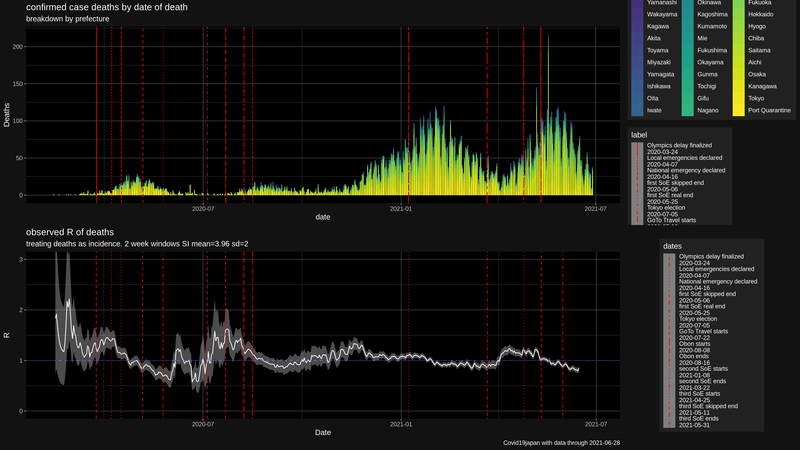 confirmed case deaths by date of death
breakdown by prefecture
200
150
100
50
0
Deaths
2020-07
2021-01
2021-07
date
Yamanashi
Okinawa
Fukuoka
Wakayama
Kagoshima
Hokkaido
Kagawa
Kumamoto
Hyogo
Akita
Mie
Chiba
Toyama
Fukushima
Saitama
Miyazaki
Okayama
Aichi
Yamagata
Gunma
Osaka
Ishikawa
Tochigi
Kanagawa
Oita
Gifu
Tokyo
Iwate
Nagano
Port Quarantine
label
Olympics delay finalized
2020-03-24
Local emergencies declared
2020-04-07
National emergency declared
2020-04-16
first SoE skipped end
2020-05-06
first SoE real end
2020-05-25
Tokyo election
2020-07-05
GoTo Travel starts
observed R of deaths
treating deaths as incidence. 2 week windows SI mean=3.96 sd=2
3
2
1
0
R
2020-07
2021-01
2021-07
Date
dates
Olympics delay finalized
2020-03-24
Local emergencies declared
2020-04-07
National emergency declared
2020-04-16
first SoE skipped end
2020-05-06
first SoE real end
2020-05-25
Tokyo election
2020-07-05
GoTo Travel starts
2020-07-22
Obon starts
2020-08-08
Obon ends
2020-08-16
second SoE starts
2021-01-08
second SoE ends
2021-03-22
third SoE starts
2021-04-25
third SoE skipped end
2021-05-11
third SoE ends
2021-05-31
Covid19japan with data through 2021-06-28